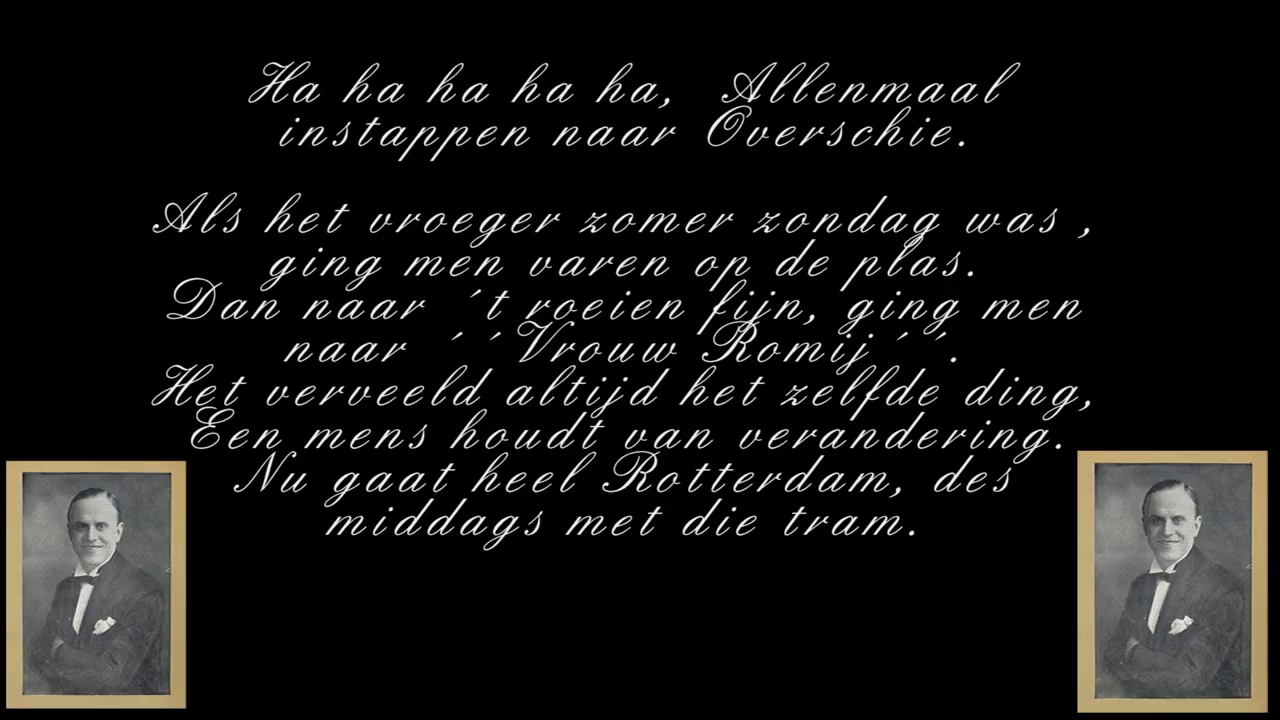 Ha ha ha ha ha, Allenmaal
instappen naar Overschie.
Als het vroeger zomer zondag was ,
ging men varen op de plas.
Dan naar ´t roeien fijn, ging men
naar ´´Vrouw Romij´´.
Het verveeld altijd het zelfde ding,
Een mens houdt van verandering.
Nu gaat heel Rotterdam, des
middags met die tram.